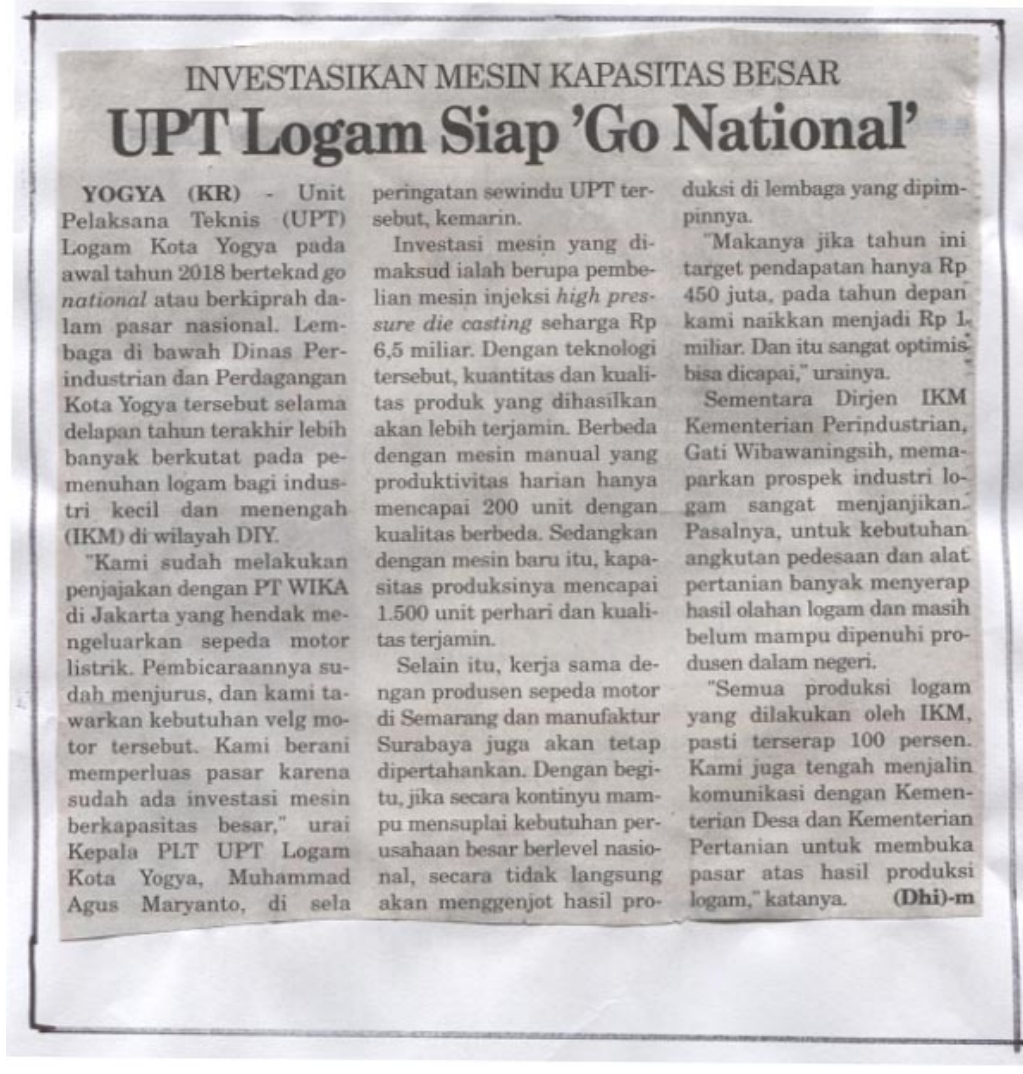 INVESTASIKAN MESIN KAPASITAS BESAR
UPT Logam Siap 'Go National'
YOGYA (KR) - Unit
Pelaksana Teknis (UPT)
Logam Kota Yogya pada
awal tahun 2018 bertekad go
national atau berkiprah da-
lam pasar nasional. Lem-
baga di bawah Dinas Per-
industrian dan Perdagangan
Kota Yogya tersebut selama
delapan tahun terakhir lebih
banyak berkutat pada pe-
menuhan logam bagi indus-
tri kecil dan menengah
(IKM) di wilayah DIY.
"Kami sudah melakukan
penjajakan dengan PT WIKA
di Jakarta yang hendak me-
ngeluarkan sepeda motor
listrik. Pembicaraannya su-
dah menjurus, dan kami ta-
warkan kebutuhan velg mo-
tor tersebut. Kami berani
memperluas pasar karena
sudah ada investasi mesin
berkapasitas besar," urai
Kepala PLT UPT Logam
Kota Yogya, Muhammad
Agus Maryanto, di sela
peringatan sewindu UPT ter-
sebut, kemarin.
Investasi mesin yang di-
maksud ialah berupa pembe-
lian mesin injeksi high pres-
sure die casting seharga Rp
6,5 miliar. Dengan teknologi
tersebut, kuantitas dan kuali-
tas produk yang dihasilkan
akan lebih terjamin. Berbeda
dengan mesin manual yang
produktivitas harian hanya
mencapai 200 unit dengan
kualitas berbeda. Sedangkan
dengan mesin baru itu, kapa-
sitas produksinya mencapai
1.500 unit perhari dan kuali-
tas terjamin.
Selain itu, kerja sama de-
ngan produsen sepeda motor
di Semarang dan manufaktur
Surabaya juga akan tetap
dipertahankan. Dengan begi-
tu, jika secara kontinyu mam-
pu mensuplai kebutuhan per-
usahaan besar berlevel nasio-
nal, secara tidak langsung
akan menggenjot hasil pro-
duksi di lembaga yang dipim-
pinnya.
"Makanya jika tahun ini
target pendapatan hanya Rp
450 juta, pada tahun depan
kami naikkan menjadi Rp 1
miliar. Dan itu sangat optimis
bisa dicapai," urainya.
Sementara Dirjen IKM
Kementerian Perindustrian,
Gati Wibawaningsih, mema-
parkan prospek industri lo-
gam sangat menjanjikan.
Pasalnya, untuk kebutuhan
angkutan pedesaan dan alat
pertanian banyak menyerap
hasil olahan logam dan masih
belum mampu dipenuhi pro-
dusen dalam negeri.
"Semua produksi logam
yang dilakukan oleh IKM,
pasti terserap 100 persen.
Kami juga tengah menjalin
komunikasi dengan Kemen-
terian Desa dan Kementerian
Pertanian untuk membuka
pasar atas hasil produksi
logam," katanya. (Dhi)-m